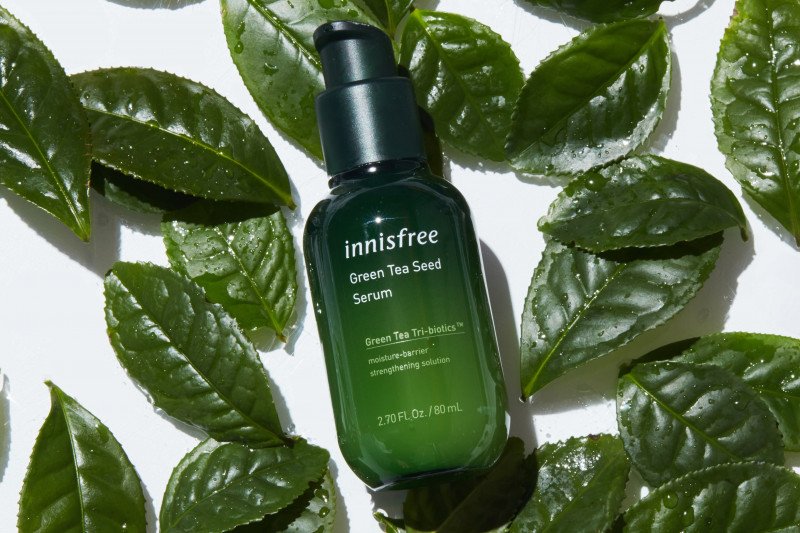 innisfree
Green Tea Seed
Serum
Green Tea Tri-biotics™
moisture-barrier
strengthening solution
2.70 Fl.Oz. / 80 mL